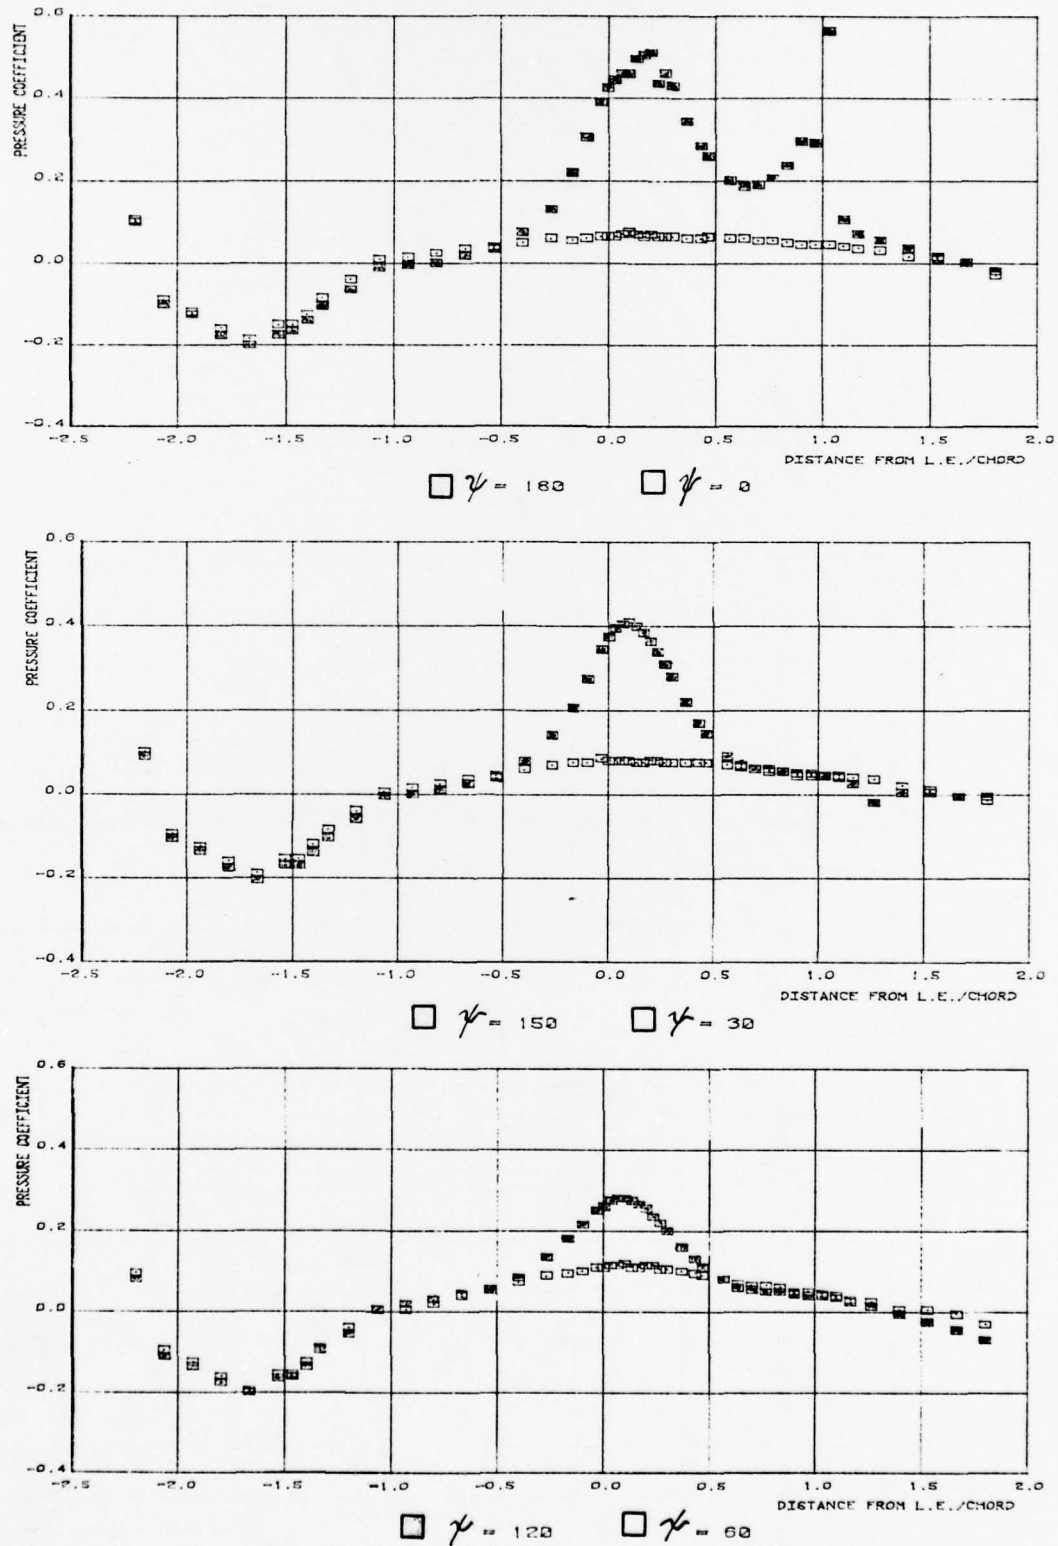 0.6
PRESSURE COEFFICIENT
0.4
0.2
0.0
-0.2
-0.4
-2.5 -2.0 -1.5 -1.0 -0.5 0.0 0.5 1.0 1.5 2.0
DISTANCE FROM L.E./CHORD
ψ = 180 ψ = 0
0.6
PRESSURE COEFFICIENT
0.4
0.2
0.0
-0.2
-0.4
-2.5 -2.0 -1.5 -1.0 -0.5 0.0 0.5 1.0 1.5 2.0
DISTANCE FROM L.E./CHORD
ψ = 150 ψ = 30
0.6
PRESSURE COEFFICIENT
0.4
0.2
0.0
-0.2
-0.4
-2.5 -2.0 -1.5 -1.0 -0.5 0.0 0.5 1.0 1.5 2.0
DISTANCE FROM L.E./CHORD
ψ = 120 ψ = 60